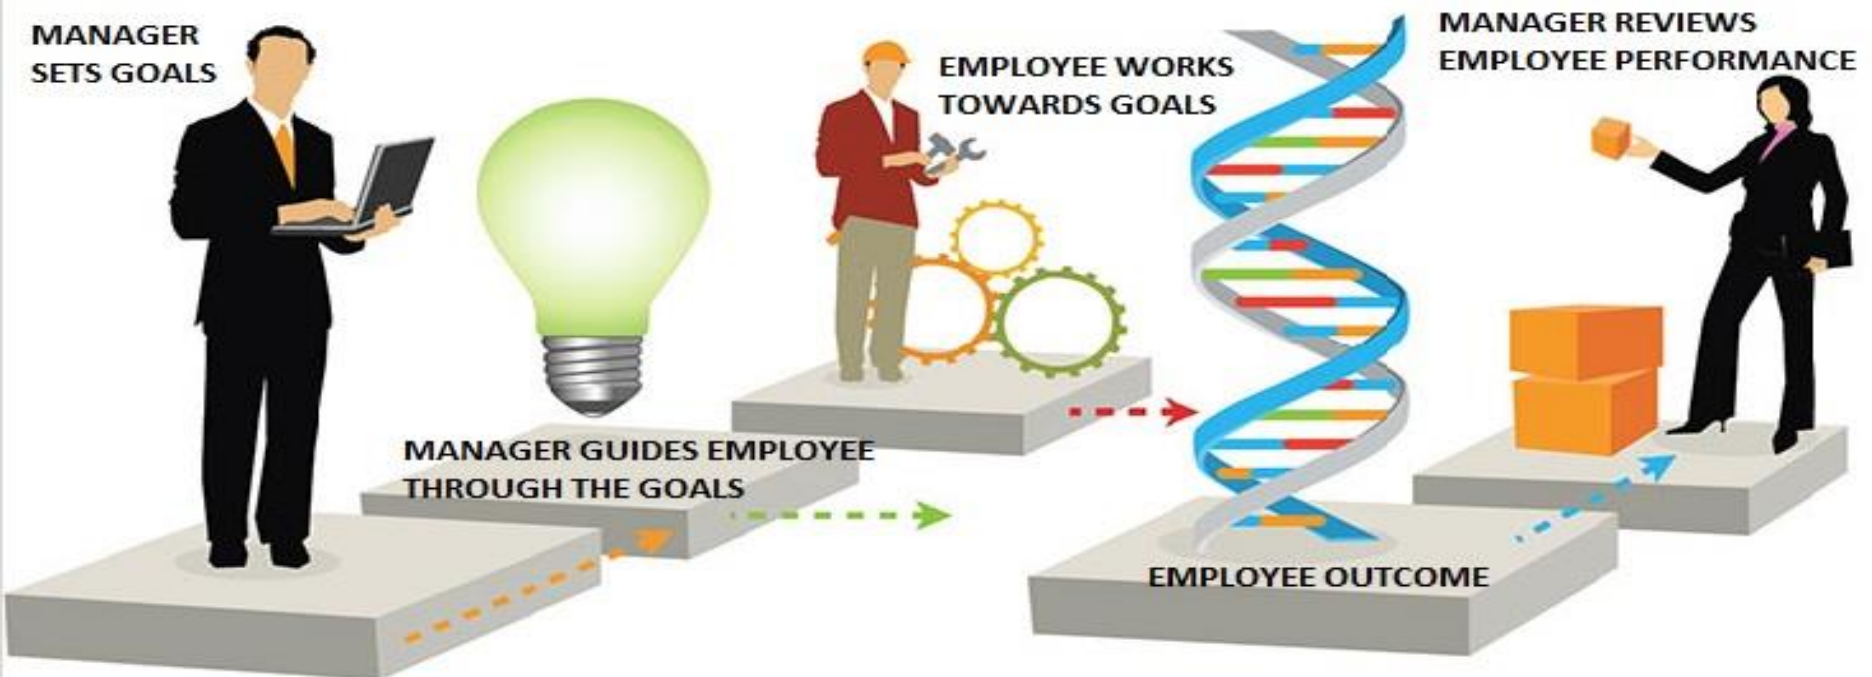 MANAGER
SETS GOALS
MANAGER GUIDES EMPLOYEE
THROUGH THE GOALS
EMPLOYEE WORKS
TOWARDS GOALS
EMPLOYEE OUTCOME
MANAGER REVIEWS
EMPLOYEE PERFORMANCE